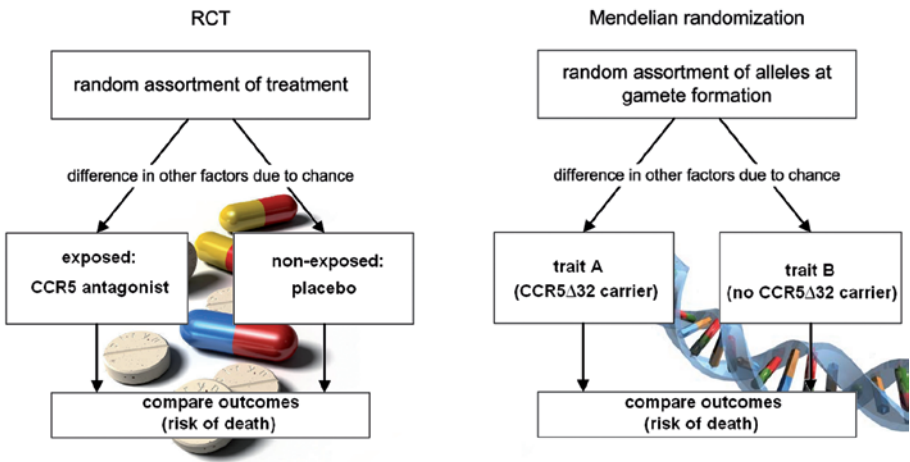 RCT
random assortment of treatment
difference in other factors due to chance
exposed:
CCR5 antagonist
non-exposed:
placebo
compare outcomes
(risk of death)
Mendelian randomization
random assortment of alleles at
gamete formation
difference in other factors due to chance
trait A
(CCR5Δ32 carrier)
trait B
(no CCR5Δ32 carrier)
compare outcomes
(risk of death)